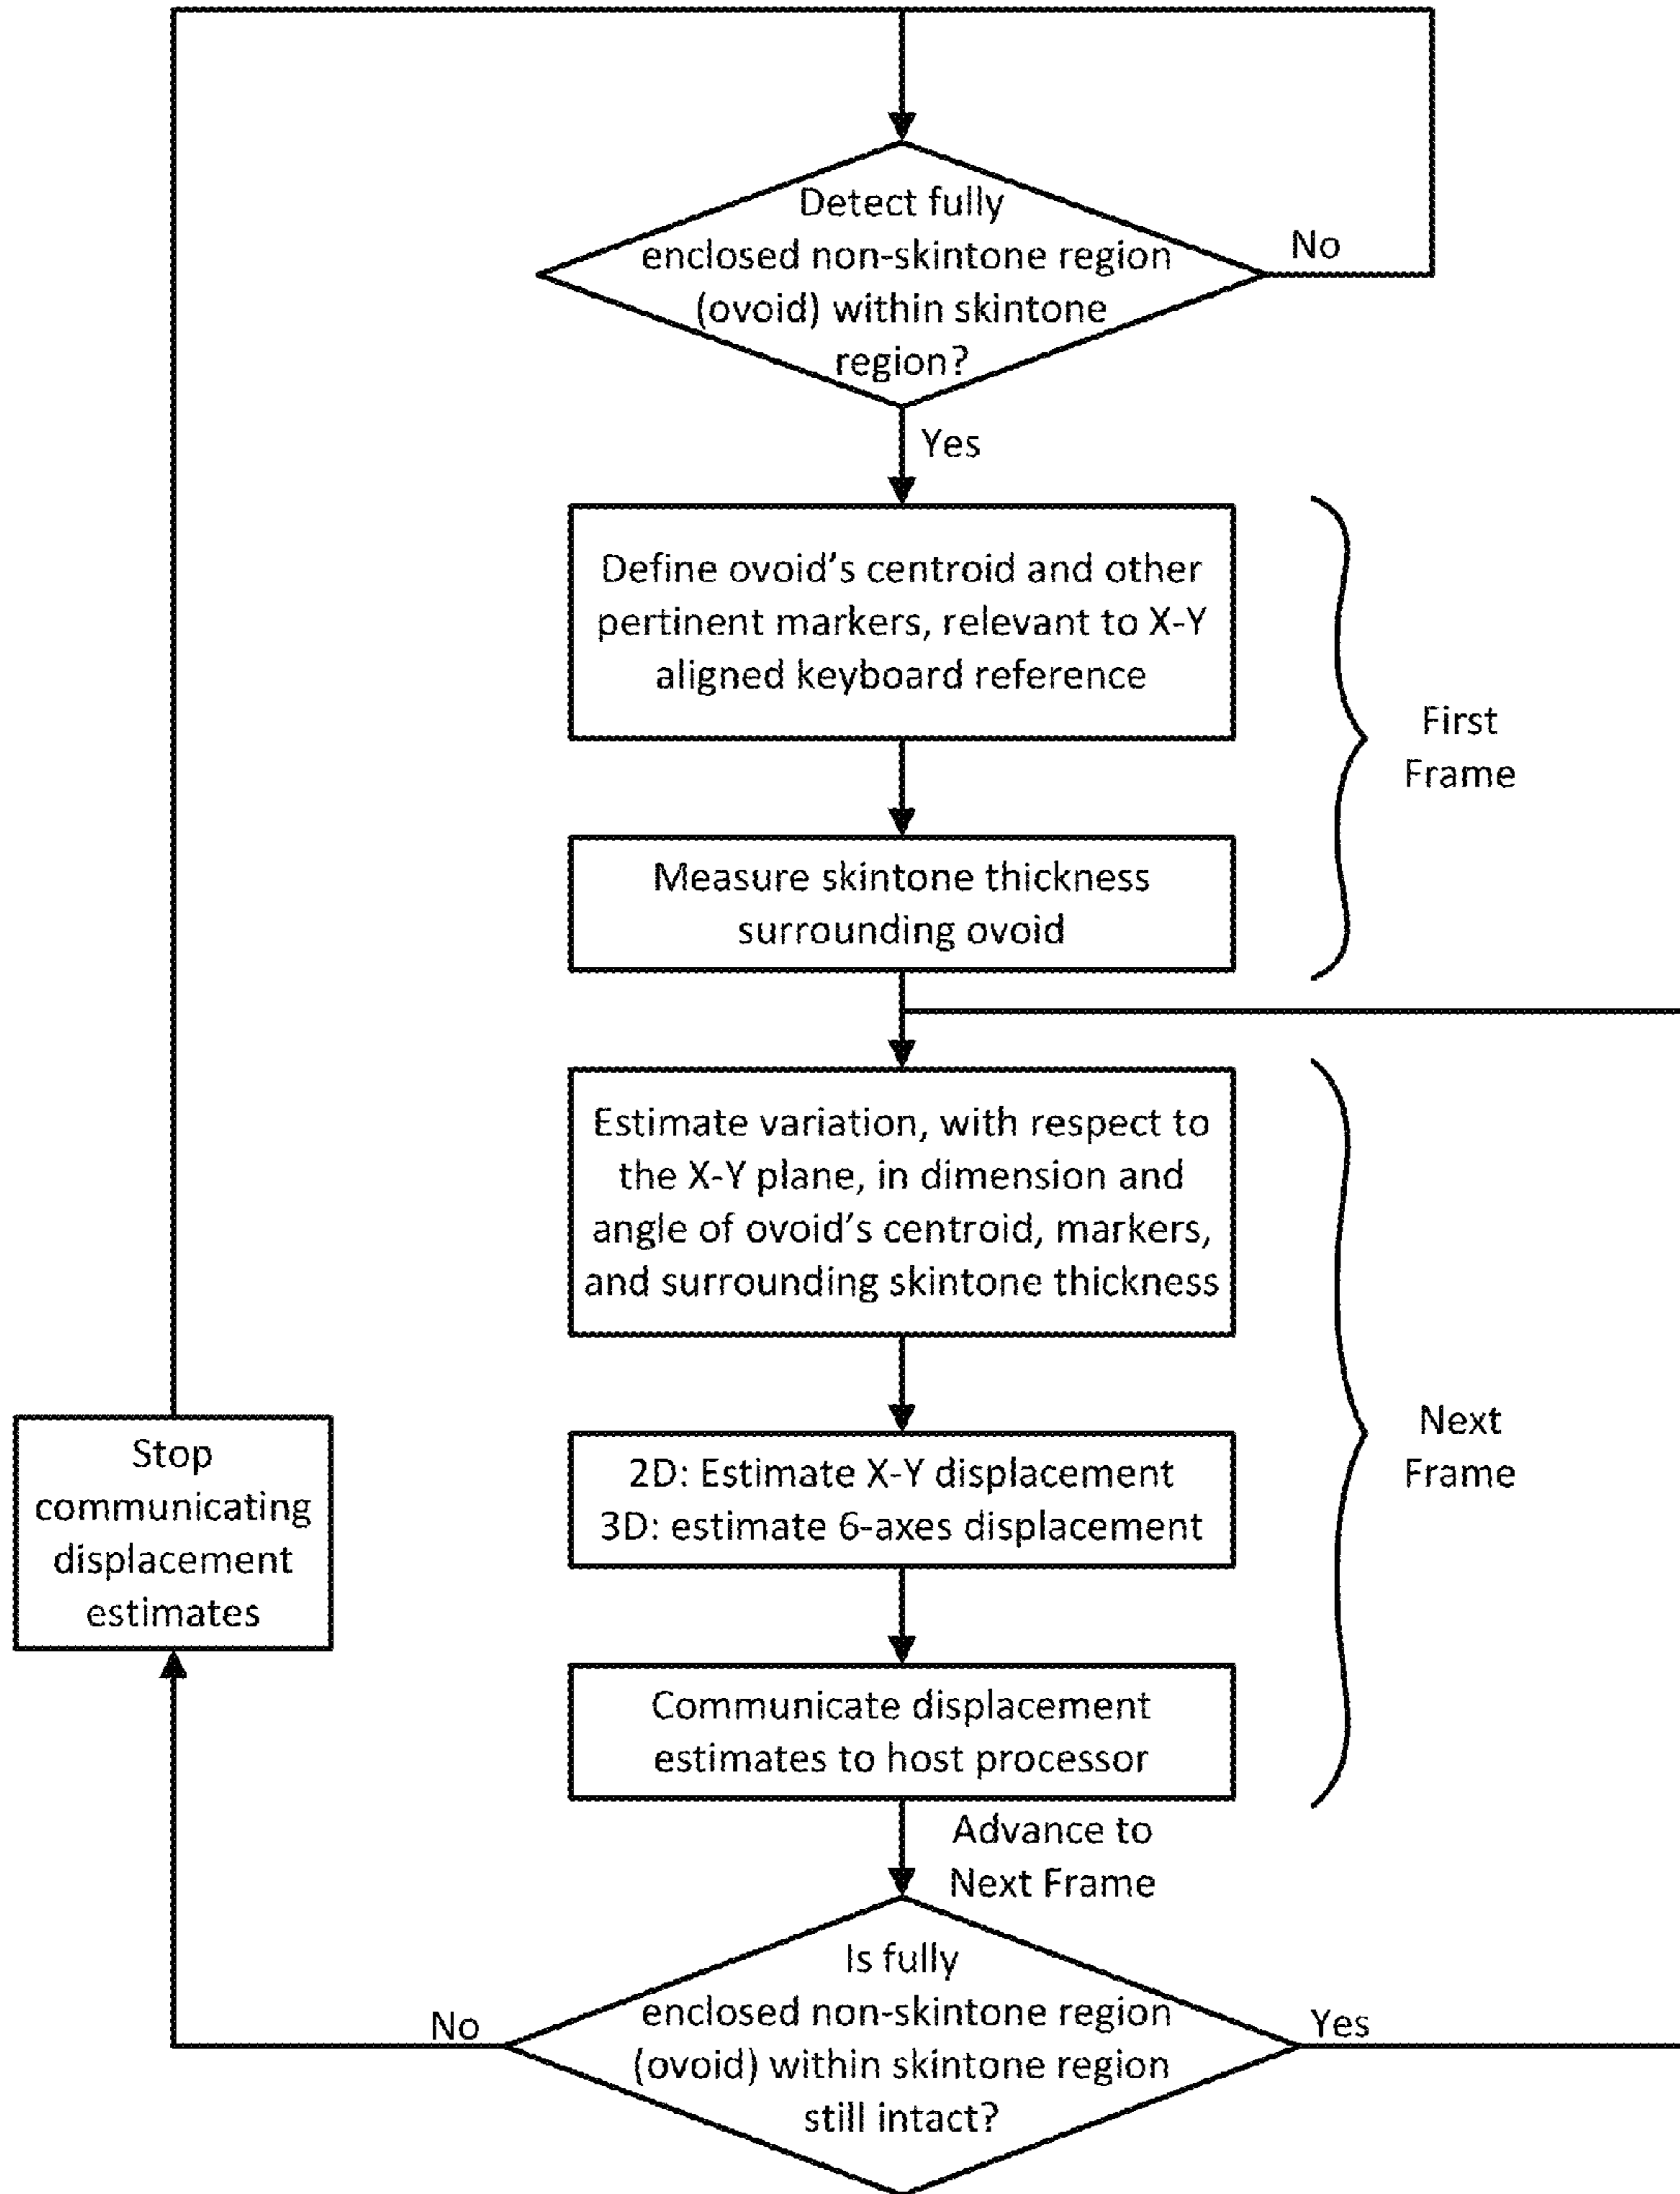 Detect fully
enclosed non-skintone region
(ovoid) within skintone
region?
No
Yes
Define ovoid's centroid and other
pertinent markers, relevant to X-Y
aligned keyboard reference
First
Frame
Measure skintone thickness
surrounding ovoid
Estimate variation, with respect to
the X-Y plane, in dimension and
angle of ovoid's centroid, markers,
and surrounding skintone thickness
Stop
communicating
displacement
estimates
2D: Estimate X-Y displacement
3D: estimate 6-axes displacement
Next
Frame
Communicate displacement
estimates to host processor
Advance to
Next Frame
Is fully
enclosed non-skintone region
(ovoid) within skintone region
still intact?
No
Yes